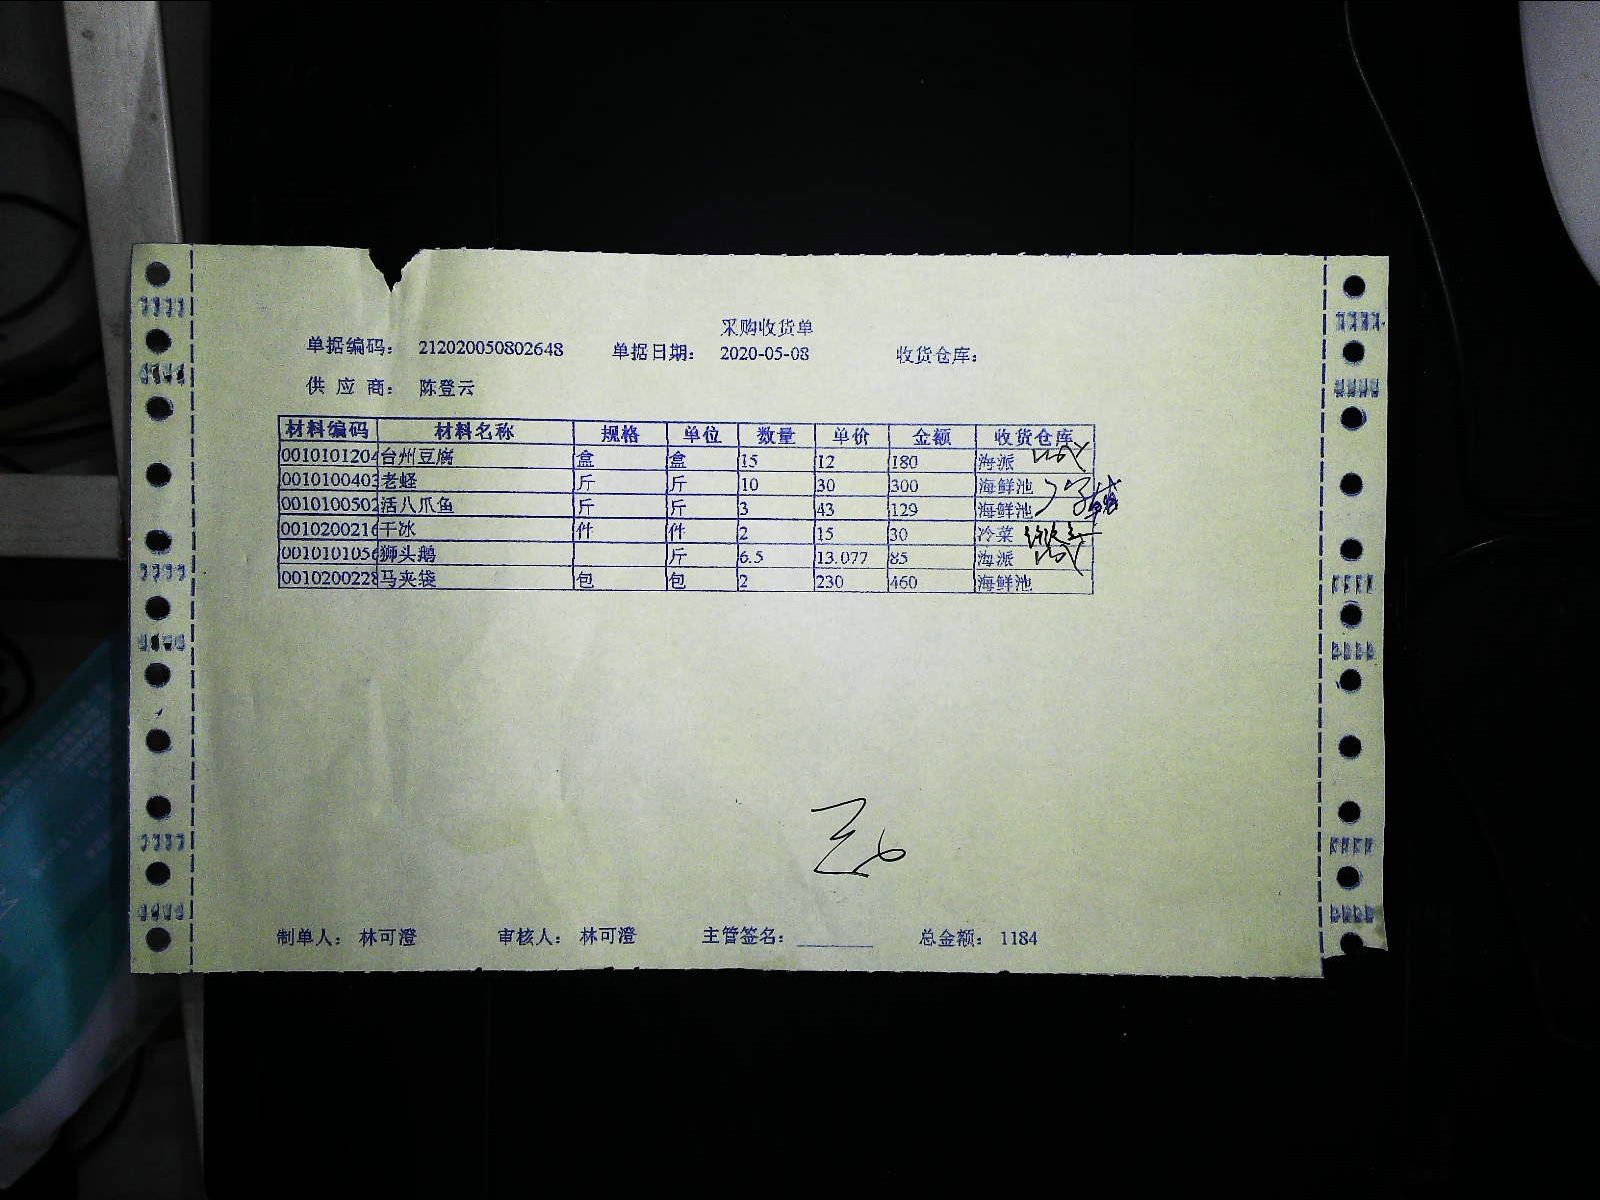 采购收货单
单据编码： 212020050802648 单据日期： 2020-05-08 收货仓库：
供 应 商： 陈登云
材料编码 材料名称 规格 单位 数量 单价 金额 收货仓库
0010101204 台州豆腐 盒 盒 15 12 180 海派
0010100403 老蛏 斤 斤 10 30 300 海鲜池
0010100502 活八爪鱼 斤 斤 3 43 129 海鲜池
0010200216 干冰 件 件 2 15 30 冷菜
0010101056 狮头鹅 斤 6.5 13.077 85 海派
0010200228 马夹袋 包 包 2 230 460 海鲜池
制单人： 林可澄 审核人： 林可澄 主管签名： 总金额： 1184